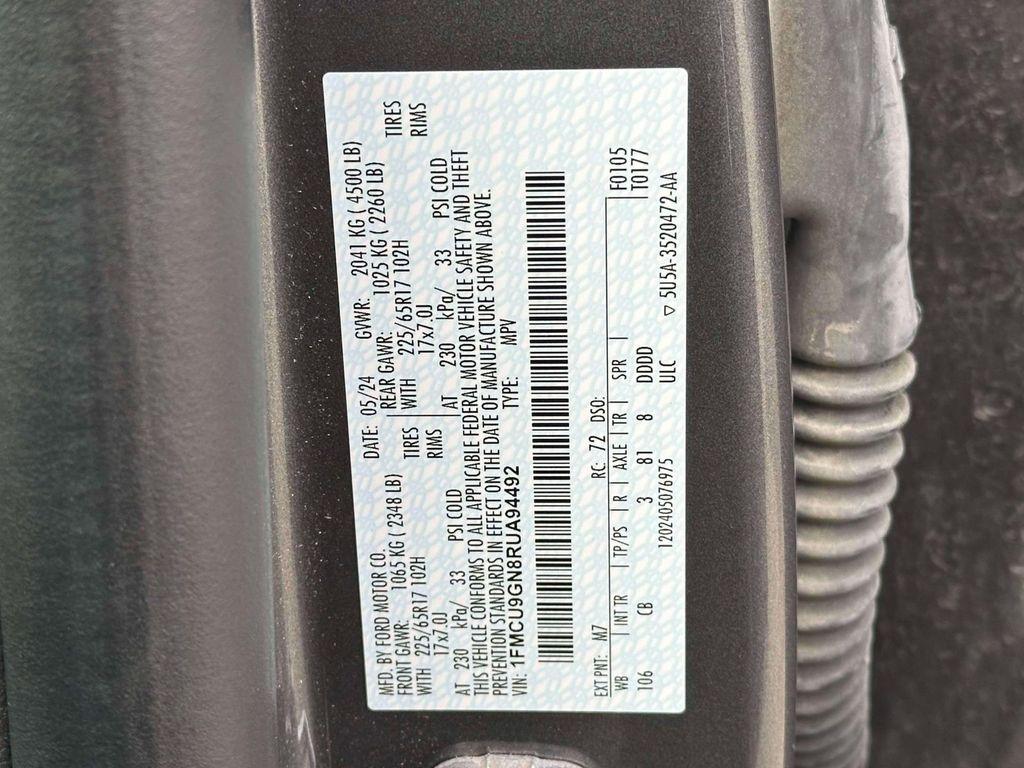 MFD. BY FORD MOTOR CO. DATE: 05/24 GVWR: 2041 KG ( 4500 LB)
FRONT GAWR: 1065 KG ( 2348 LB) REAR GAWR: 1025 KG ( 2260 LB)
WITH 225/65R17 102H TIRES WITH 225/65R17 102H TIRES
17x7.0J RIMS 17x7.0J RIMS
AT 230 kPa/ 33 PSI COLD AT 230 kPa/ 33 PSI COLD
THIS VEHICLE CONFORMS TO ALL APPLICABLE FEDERAL MOTOR VEHICLE SAFETY AND THEFT
PREVENTION STANDARDS IN EFFECT ON THE DATE OF MANUFACTURE SHOWN ABOVE.
VIN: 1FMCU9GN8RUA94492 TYPE: MPV
EXT PNT: M7 RC: 72 DSO: F0105
WB INT TR TP/PS R AXLE TR SPR T0177
106 CB 3 81 8 DDDD
1202405076975 ULC ▽ 5U5A-3520472-AA